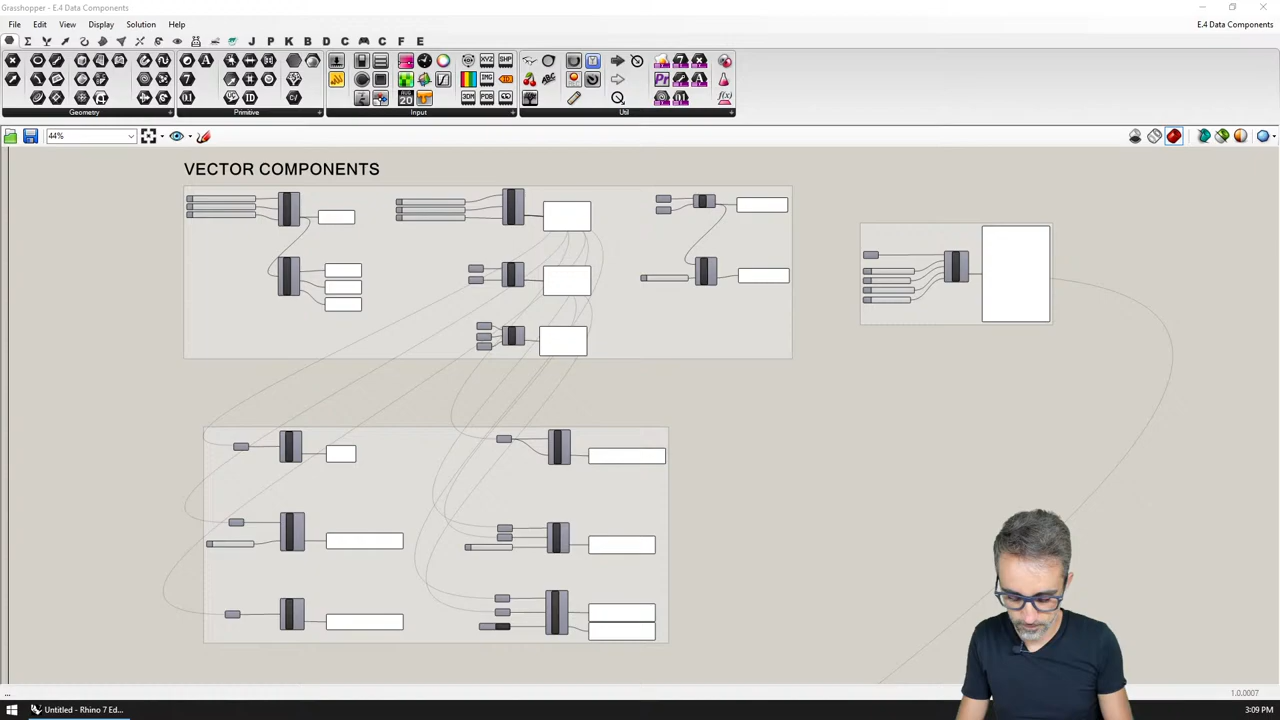 Grasshopper - E.4 Data Components
File Edit View Display Solution Help
E.4 Data Components
J P K B D C F C F E
Geometry
Primitive
Input
Util
44%
VECTOR COMPONENTS
...
1.0.0007
Untitled - Rhino 7 Ed...
3:09 PM